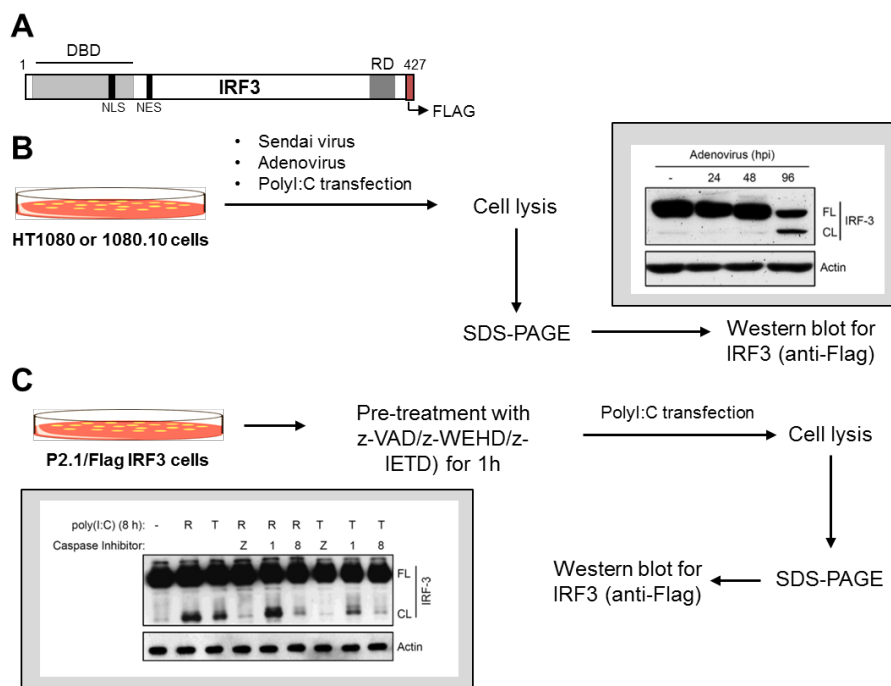 A
DBD
1
RD
427
IRF3
NLS
NES
FLAG
B
• Sendai virus
• Adenovirus
• PolyI:C transfection
HT1080 or 1080.10 cells
Cell lysis
Adenovirus (hpi)
- 24 48 96
FL
CL
IRF-3
Actin
SDS-PAGE
Western blot for
IRF3 (anti-Flag)
C
P2.1/Flag IRF3 cells
Pre-treatment with
z-VAD/z-WEHD/z-
IETD) for 1h
PolyI:C transfection
Cell lysis
SDS-PAGE
Western blot for
IRF3 (anti-Flag)
poly(I:C) (8 h): - R T R R R T T T
Caspase Inhibitor: Z 1 8 Z 1 8
FL
CL
IRF-3
Actin